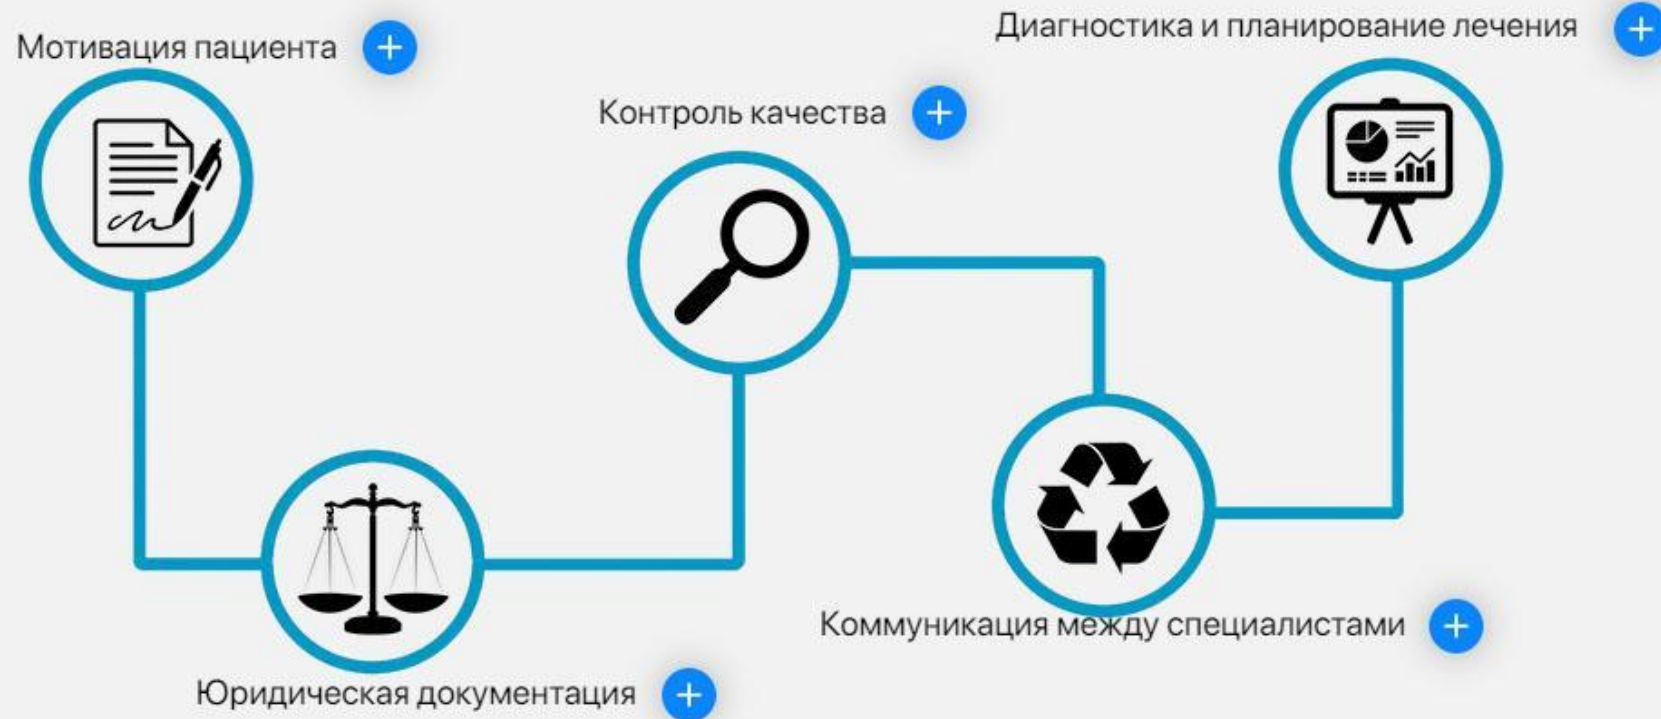 Мотивация пациента
Диагностика и планирование лечения
Контроль качества
Коммуникация между специалистами
Юридическая документация